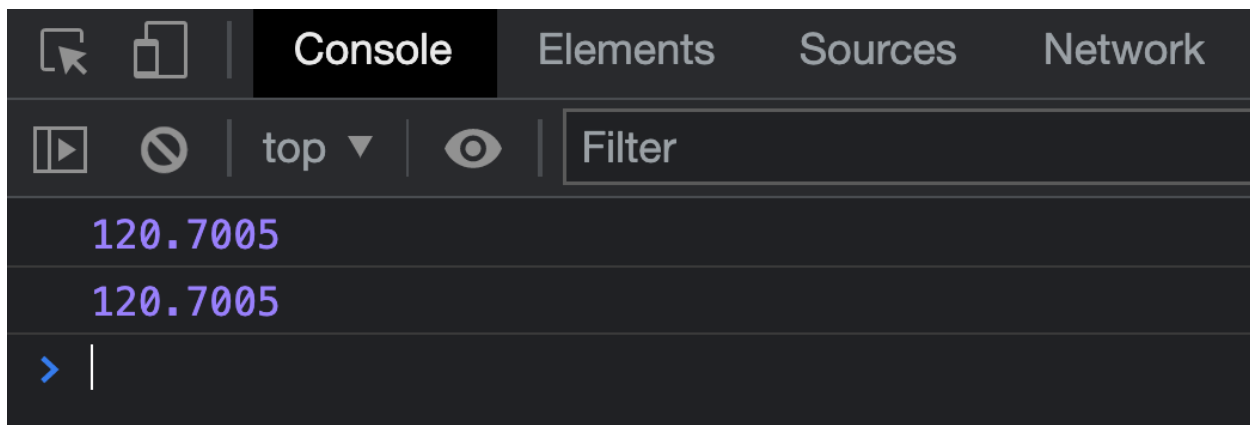 Console Elements Sources Network
top ▼ Filter
120.7005
120.7005
>